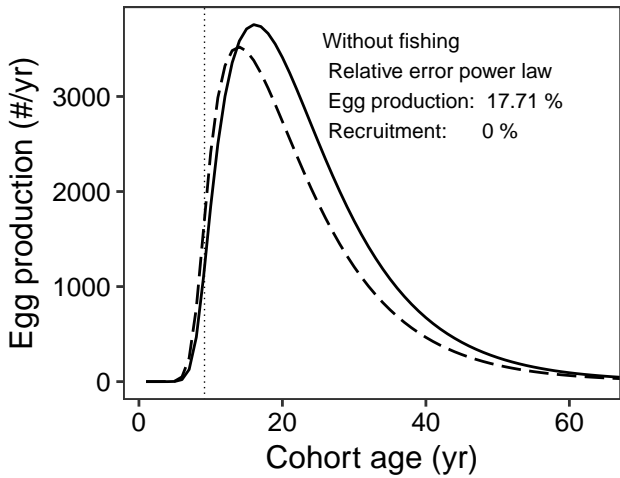 Without fishing
Relative error power law
Egg production: 17.71 %
Recruitment: 0 %
Egg production (#/yr)
3000
2000
1000
0
0 20 40 60
Cohort age (yr)